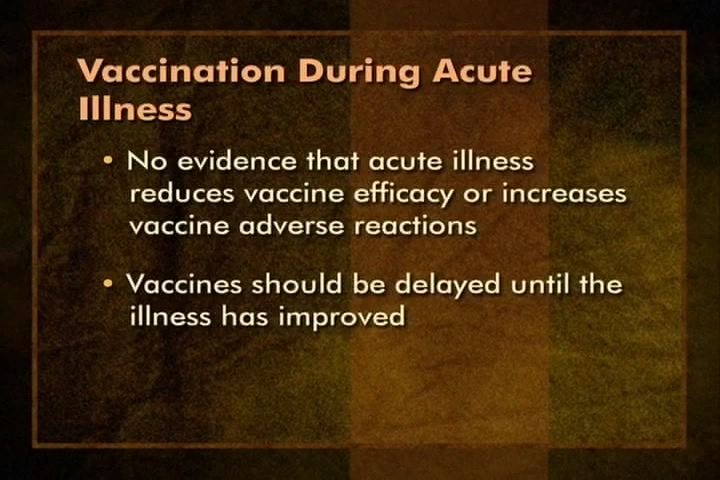 Vaccination During Acute
Illness
• No evidence that acute illness
reduces vaccine efficacy or increases
vaccine adverse reactions
• Vaccines should be delayed until the
illness has improved